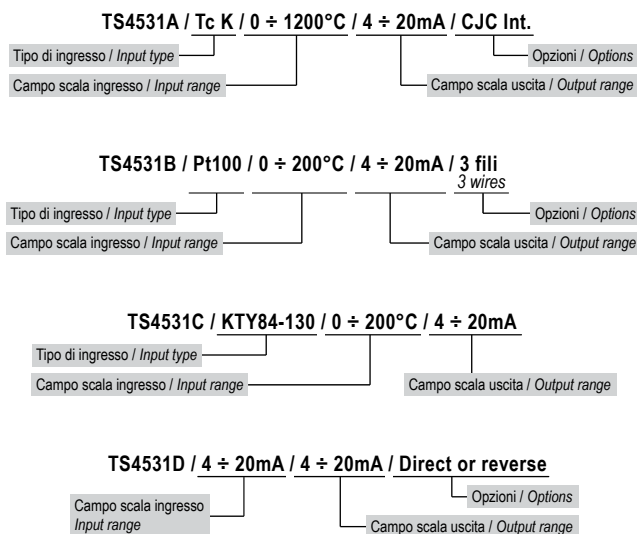 TS4531A / Tc K / 0 ÷ 1200°C / 4 ÷ 20mA / CJC Int.
Tipo di ingresso / Input type
Opzioni / Options
Campo scala ingresso / Input range
Campo scala uscita / Output range
TS4531B / Pt100 / 0 ÷ 200°C / 4 ÷ 20mA / 3 fili
3 wires
Tipo di ingresso / Input type
Opzioni / Options
Campo scala ingresso / Input range
Campo scala uscita / Output range
TS4531C / KTY84-130 / 0 ÷ 200°C / 4 ÷ 20mA
Tipo di ingresso / Input type
Campo scala ingresso / Input range
Campo scala uscita / Output range
TS4531D / 4 ÷ 20mA / 4 ÷ 20mA / Direct or reverse
Opzioni / Options
Campo scala ingresso
Input range
Campo scala uscita / Output range